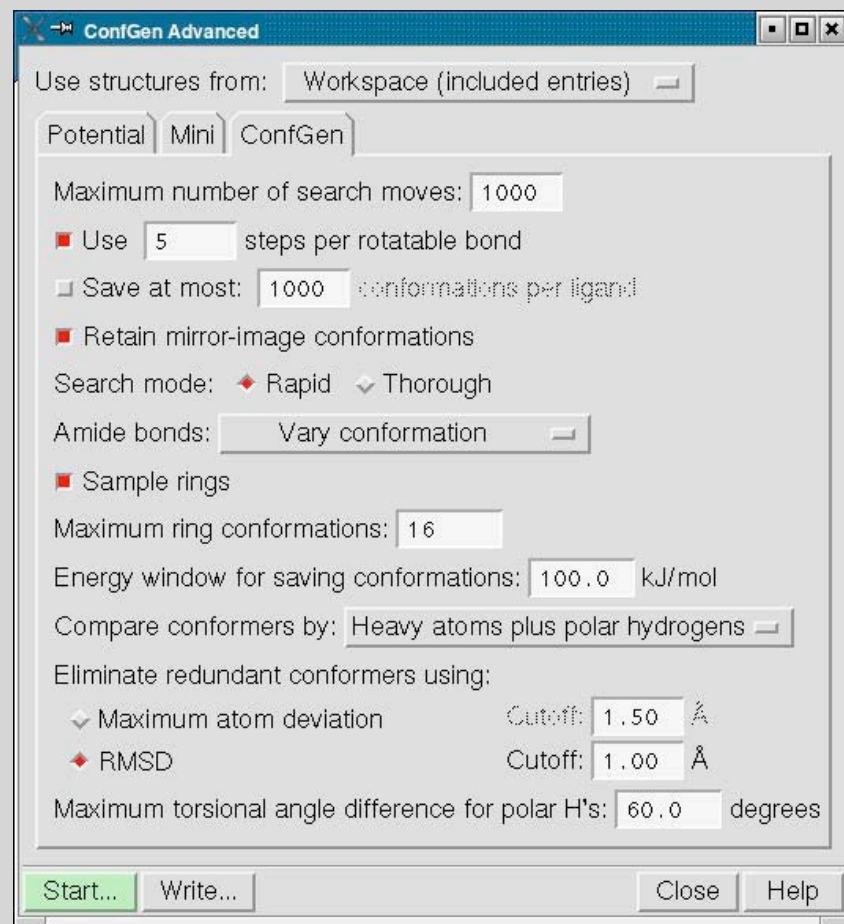 ConfGen Advanced
Use structures from: Workspace (included entries)
Potential Mini ConfGen
Maximum number of search moves: 1000
Use 5 steps per rotatable bond
Save at most: 1000 conformations per ligand
Retain mirror-image conformations
Search mode: Rapid Thorough
Amide bonds: Vary conformation
Sample rings
Maximum ring conformations: 16
Energy window for saving conformations: 100.0 kJ/mol
Compare conformers by: Heavy atoms plus polar hydrogens
Eliminate redundant conformers using:
Maximum atom deviation Cutoff: 1.50 Å
RMSD Cutoff: 1.00 Å
Maximum torsional angle difference for polar H's: 60.0 degrees
Start... Write... Close Help